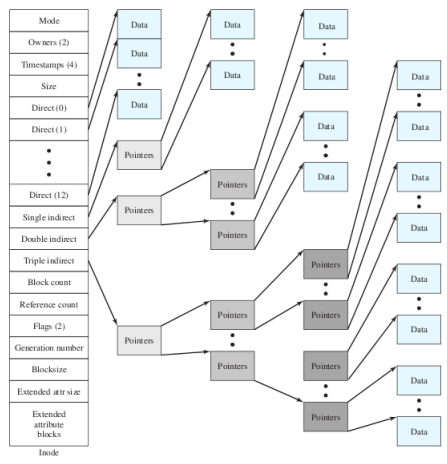 Mode
Owners (2)
Timestamps (4)
Size
Direct (0)
Direct (1)
Direct (12)
Single indirect
Double indirect
Triple indirect
Block count
Reference count
Flags (2)
Generation number
Blocksize
Extended attr size
Extended
attribute
blocks
Inode
Data
Data
Data
Pointers
Pointers
Pointers
Data
Data
Pointers
Pointers
Pointers
Pointers
Data
Data
Data
Data
Pointers
Pointers
Pointers
Pointers
Data
Data
Data
Data
Data
Data
Data
Data